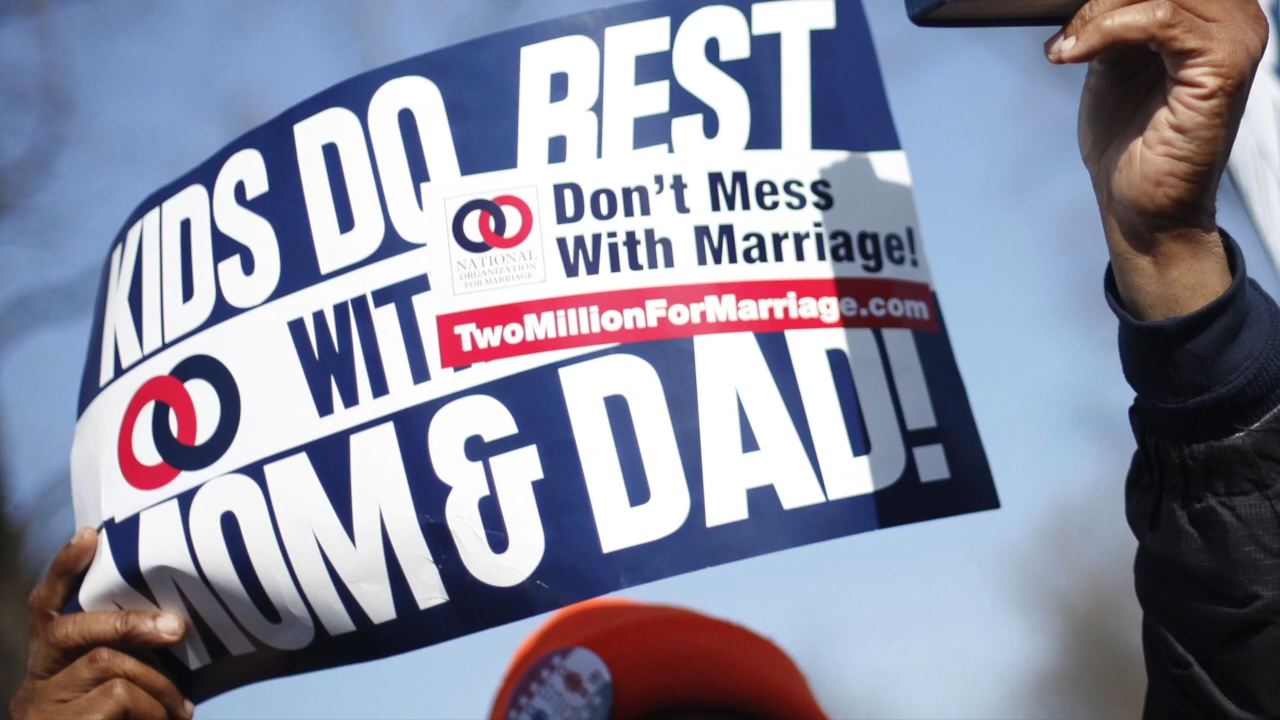 KIDS DO BEST
WIT
MOM & DAD!
NATIONAL
ORGANIZATION
FOR MARRIAGE
Don't Mess
With Marriage!
TwoMillionForMarriage.com